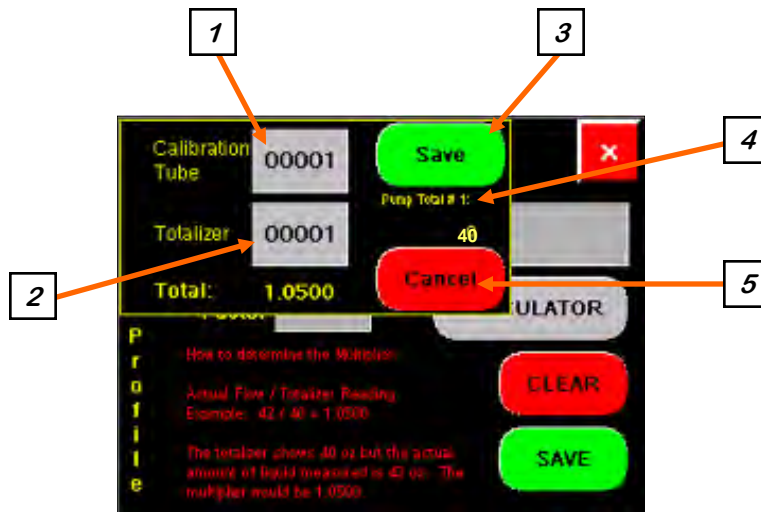 1
3
4
Calibration
Tube
00001
Save
×
Pump Total # 1:
Totalizer
00001
40
2
Total:
1.0500
Cancel
5
ULATOR
Profile
How to determine the Multiplier:
CLEAR
Actual Flow / Totalizer Reading
Example: 42 / 40 = 1.0500
The totalizer shows 40 oz but the actual
SAVE
amount of liquid measured is 42 oz. The
multiplier would be 1.0500.